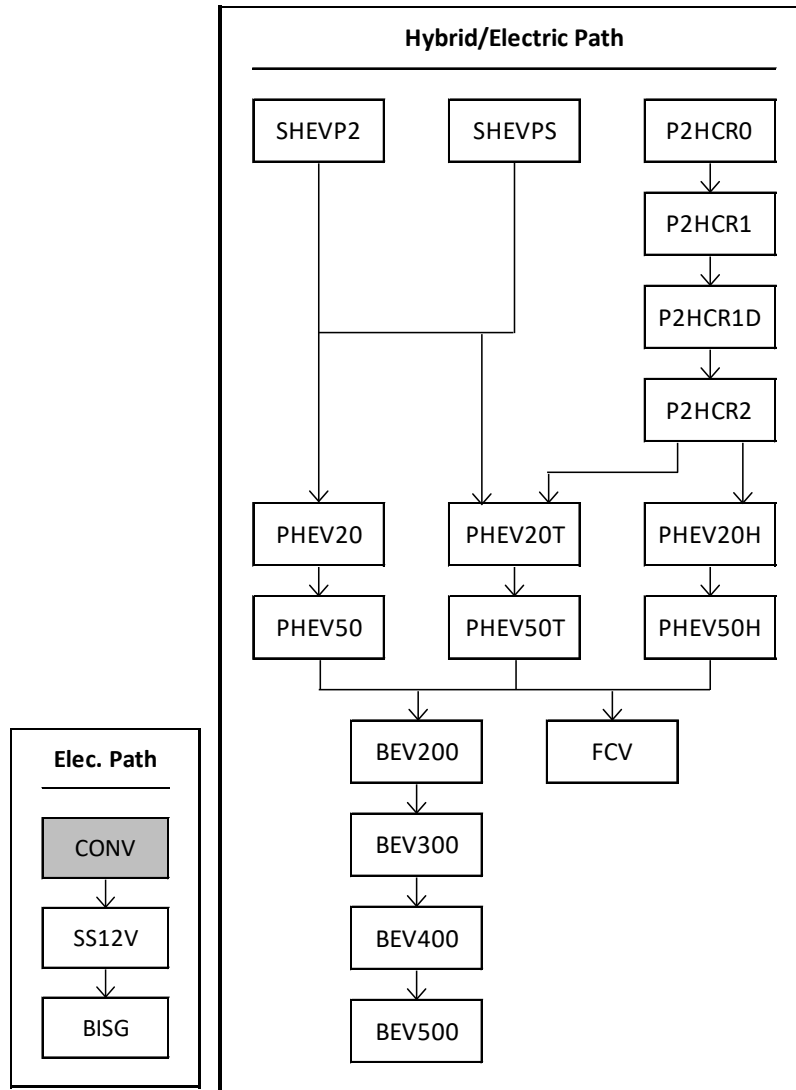 Hybrid/Electric Path
SHEVP2
SHEVPS
P2HCR0
P2HCR1
P2HCR1D
P2HCR2
PHEV20
PHEV20T
PHEV20H
PHEV50
PHEV50T
PHEV50H
BEV200
FCV
BEV300
BEV400
BEV500
Elec. Path
CONV
SS12V
BISG